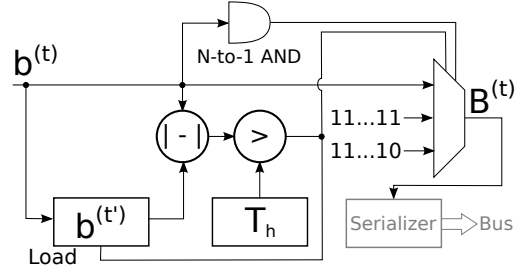 N-to-1 AND
b(t)
B(t)
| - |
>
11...11
11...10
b(t')
Th
Load
Serializer
Bus